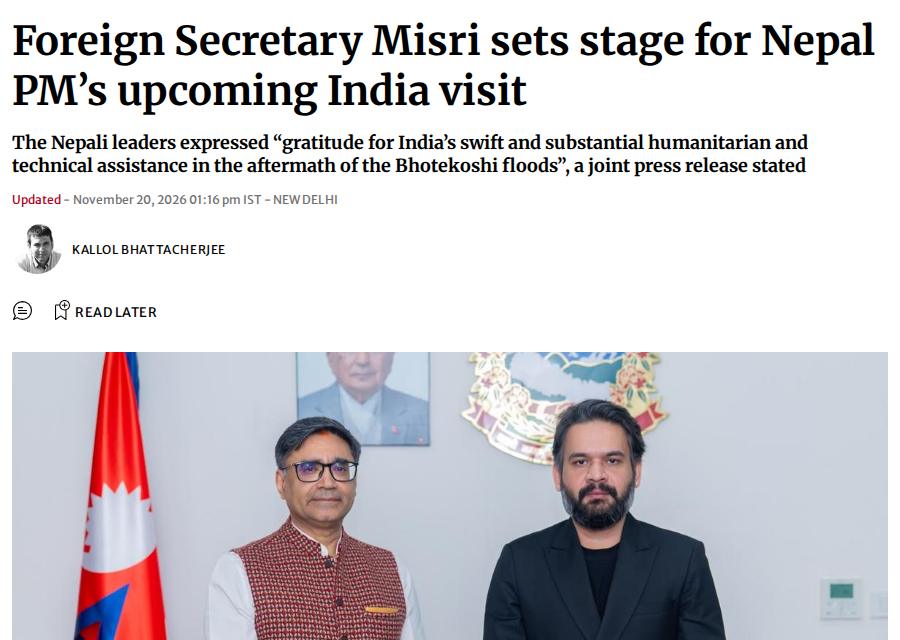 Foreign Secretary Misri sets stage for Nepal
PM’s upcoming India visit
The Nepali leaders expressed “gratitude for India’s swift and substantial humanitarian and
technical assistance in the aftermath of the Bhotekoshi floods”, a joint press release stated
Updated - November 20, 2026 01:16 pm IST - NEW DELHI
KALLOL BHATTACHERJEE
READ LATER